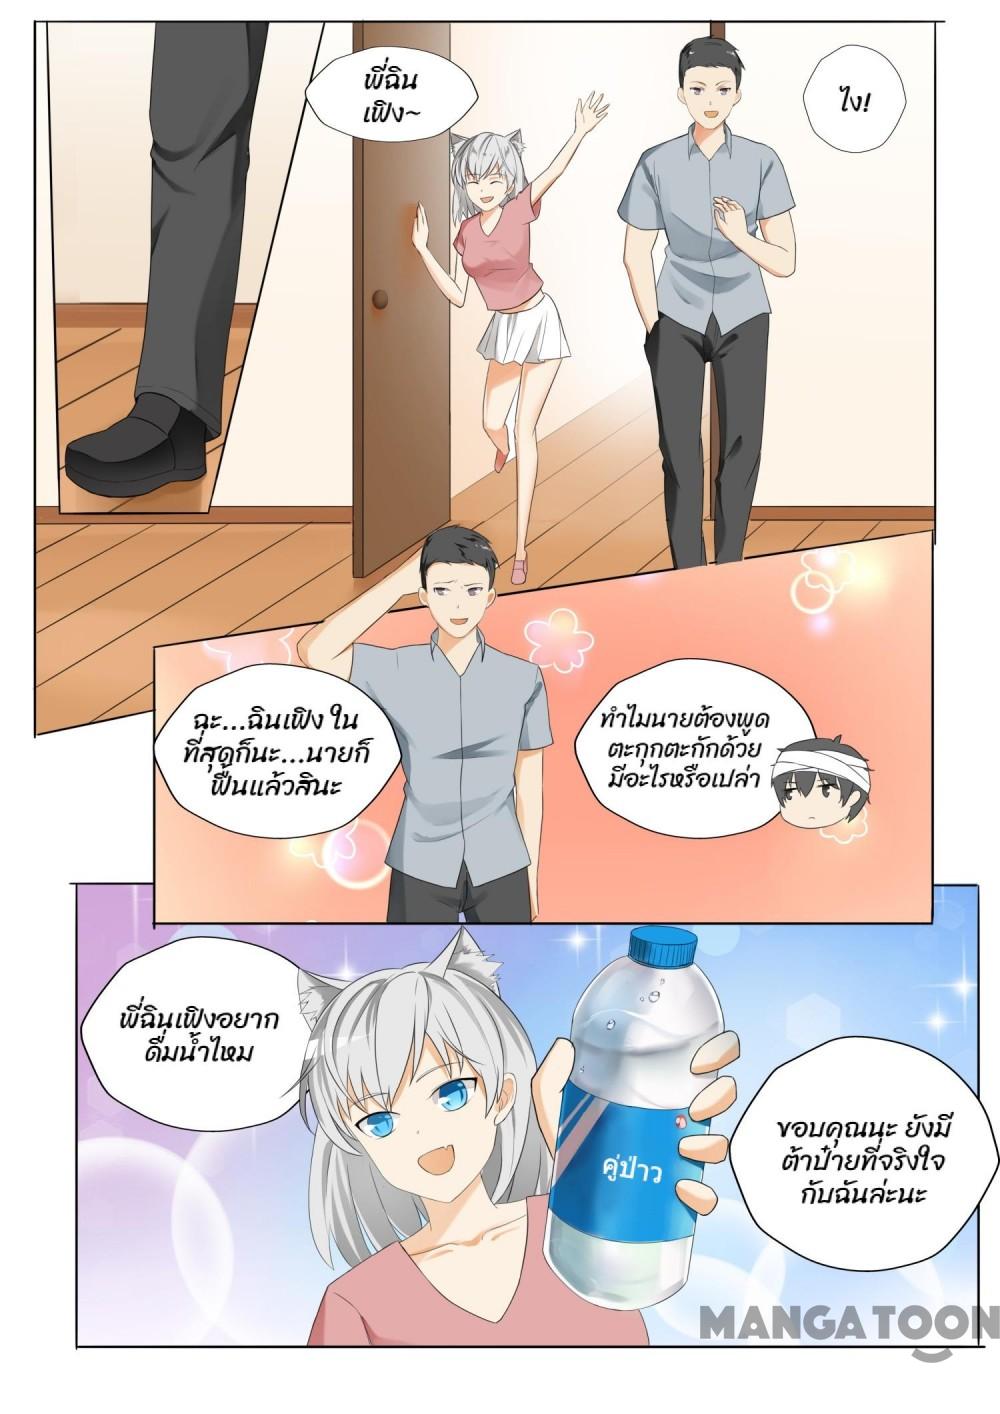 พี่ฉิน
เฟิง~
ไง!
ฉะ...ฉินเฟิง ใน
ที่สุดก็นะ...นายก็
ฟื้นแล้วสินะ
ทำไมนายต้องพูด
ตะกุกตะกักด้วย
มีอะไรหรือเปล่า
พี่ฉินเฟิงอยาก
ดื่มน้ำไหม
คู่ป่าว
ขอบคุณนะ ยังมี
ต้าป๋ายที่จริงใจ
กับฉันล่ะนะ
MANGATOON